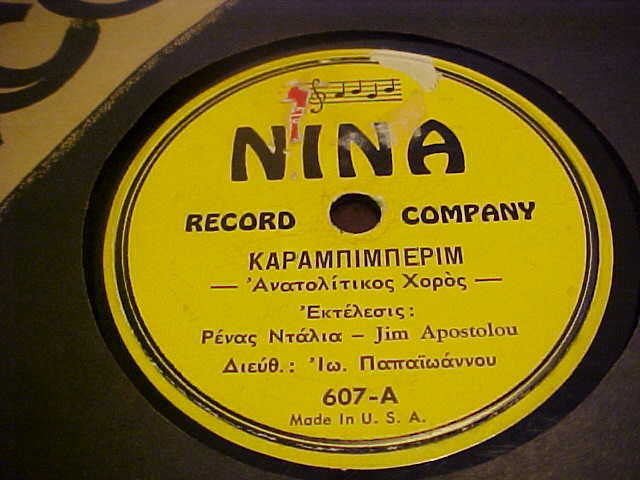 NINA
RECORD COMPANY
ΚΑΡΑΜΠΙΜΠΕΡΙΜ
— Ἀνατολίτικος Χορὸς —
Ἐκτέλεσις:
Ρένας Ντάλια – Jim Apostolou
Διεύθ.: Ἰω. Παπαϊωάννου
607-A
Made In U. S. A.